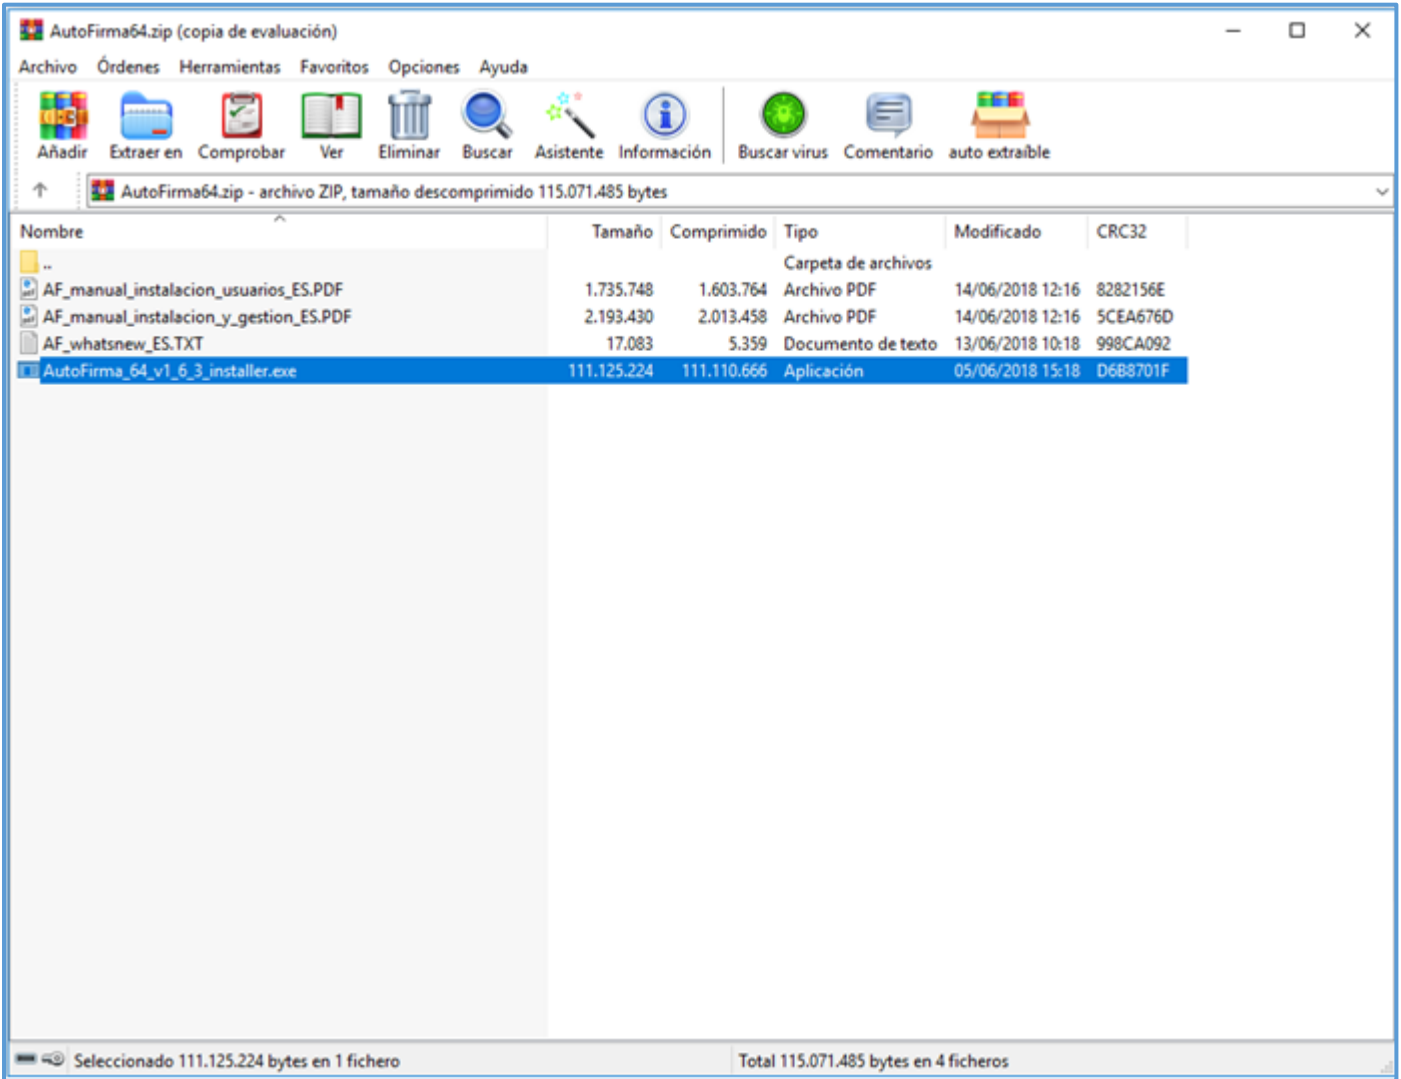 AutoFirma64.zip (copia de evaluación)
Archivo Órdenes Herramientas Favoritos Opciones Ayuda
Añadir Extraer en Comprobar Ver Eliminar Buscar Asistente Información Buscar virus Comentario auto extraíble
AutoFirma64.zip - archivo ZIP, tamaño descomprimido 115.071.485 bytes
Nombre Tamaño Comprimido Tipo Modificado CRC32
.. Carpeta de archivos
AF_manual_instalacion_usuarios_ES.PDF 1.735.748 1.603.764 Archivo PDF 14/06/2018 12:16 8282156E
AF_manual_instalacion_y_gestion_ES.PDF 2.193.430 2.013.458 Archivo PDF 14/06/2018 12:16 5CEA676D
AF_whatsnew_ES.TXT 17.083 5.359 Documento de texto 13/06/2018 10:18 998CA092
AutoFirma_64_v1_6_3_installer.exe 111.125.224 111.110.666 Aplicación 05/06/2018 15:18 D6B8701F
Seleccionado 111.125.224 bytes en 1 fichero Total 115.071.485 bytes en 4 ficheros